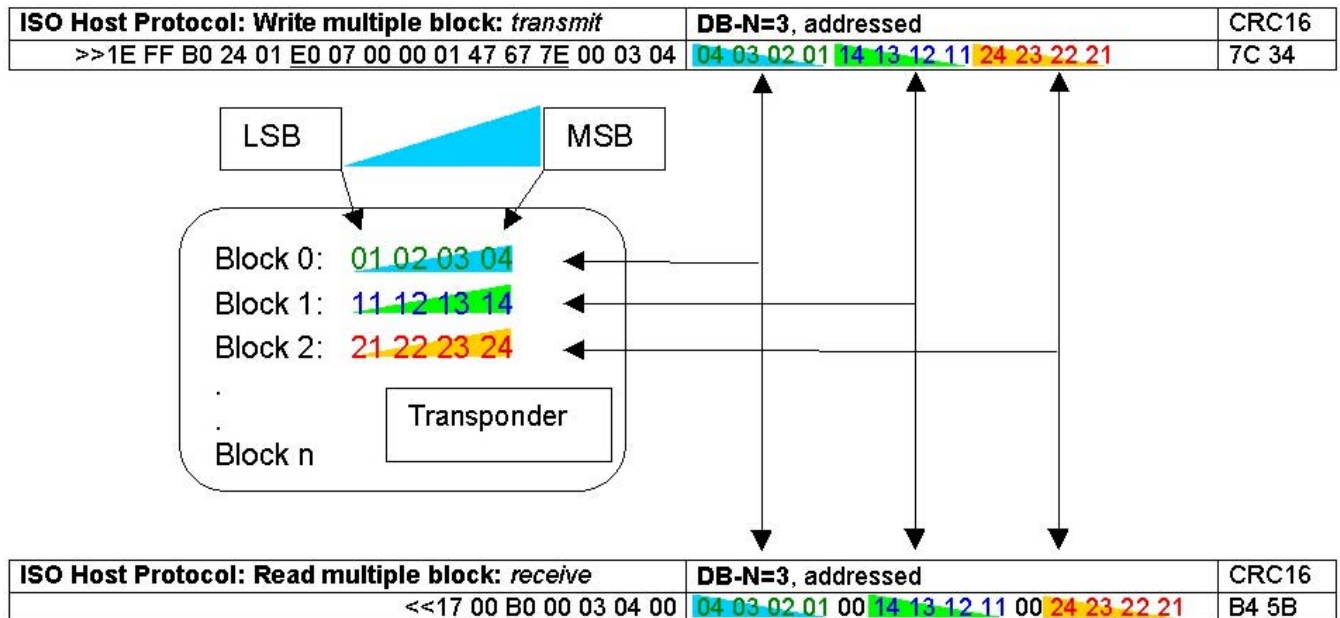 ISO Host Protocol: Write multiple block: transmit DB-N=3, addressed CRC16
>>1E FF B0 24 01 E0 07 00 00 01 47 67 7E 00 03 04 04 03 02 01 14 13 12 11 24 23 22 21 7C 34
LSB MSB
Block 0: 01 02 03 04
Block 1: 11 12 13 14
Block 2: 21 22 23 24
.
.
Transponder
Block n
ISO Host Protocol: Read multiple block: receive DB-N=3, addressed CRC16
<<17 00 B0 00 03 04 00 04 03 02 01 00 14 13 12 11 00 24 23 22 21 B4 5B